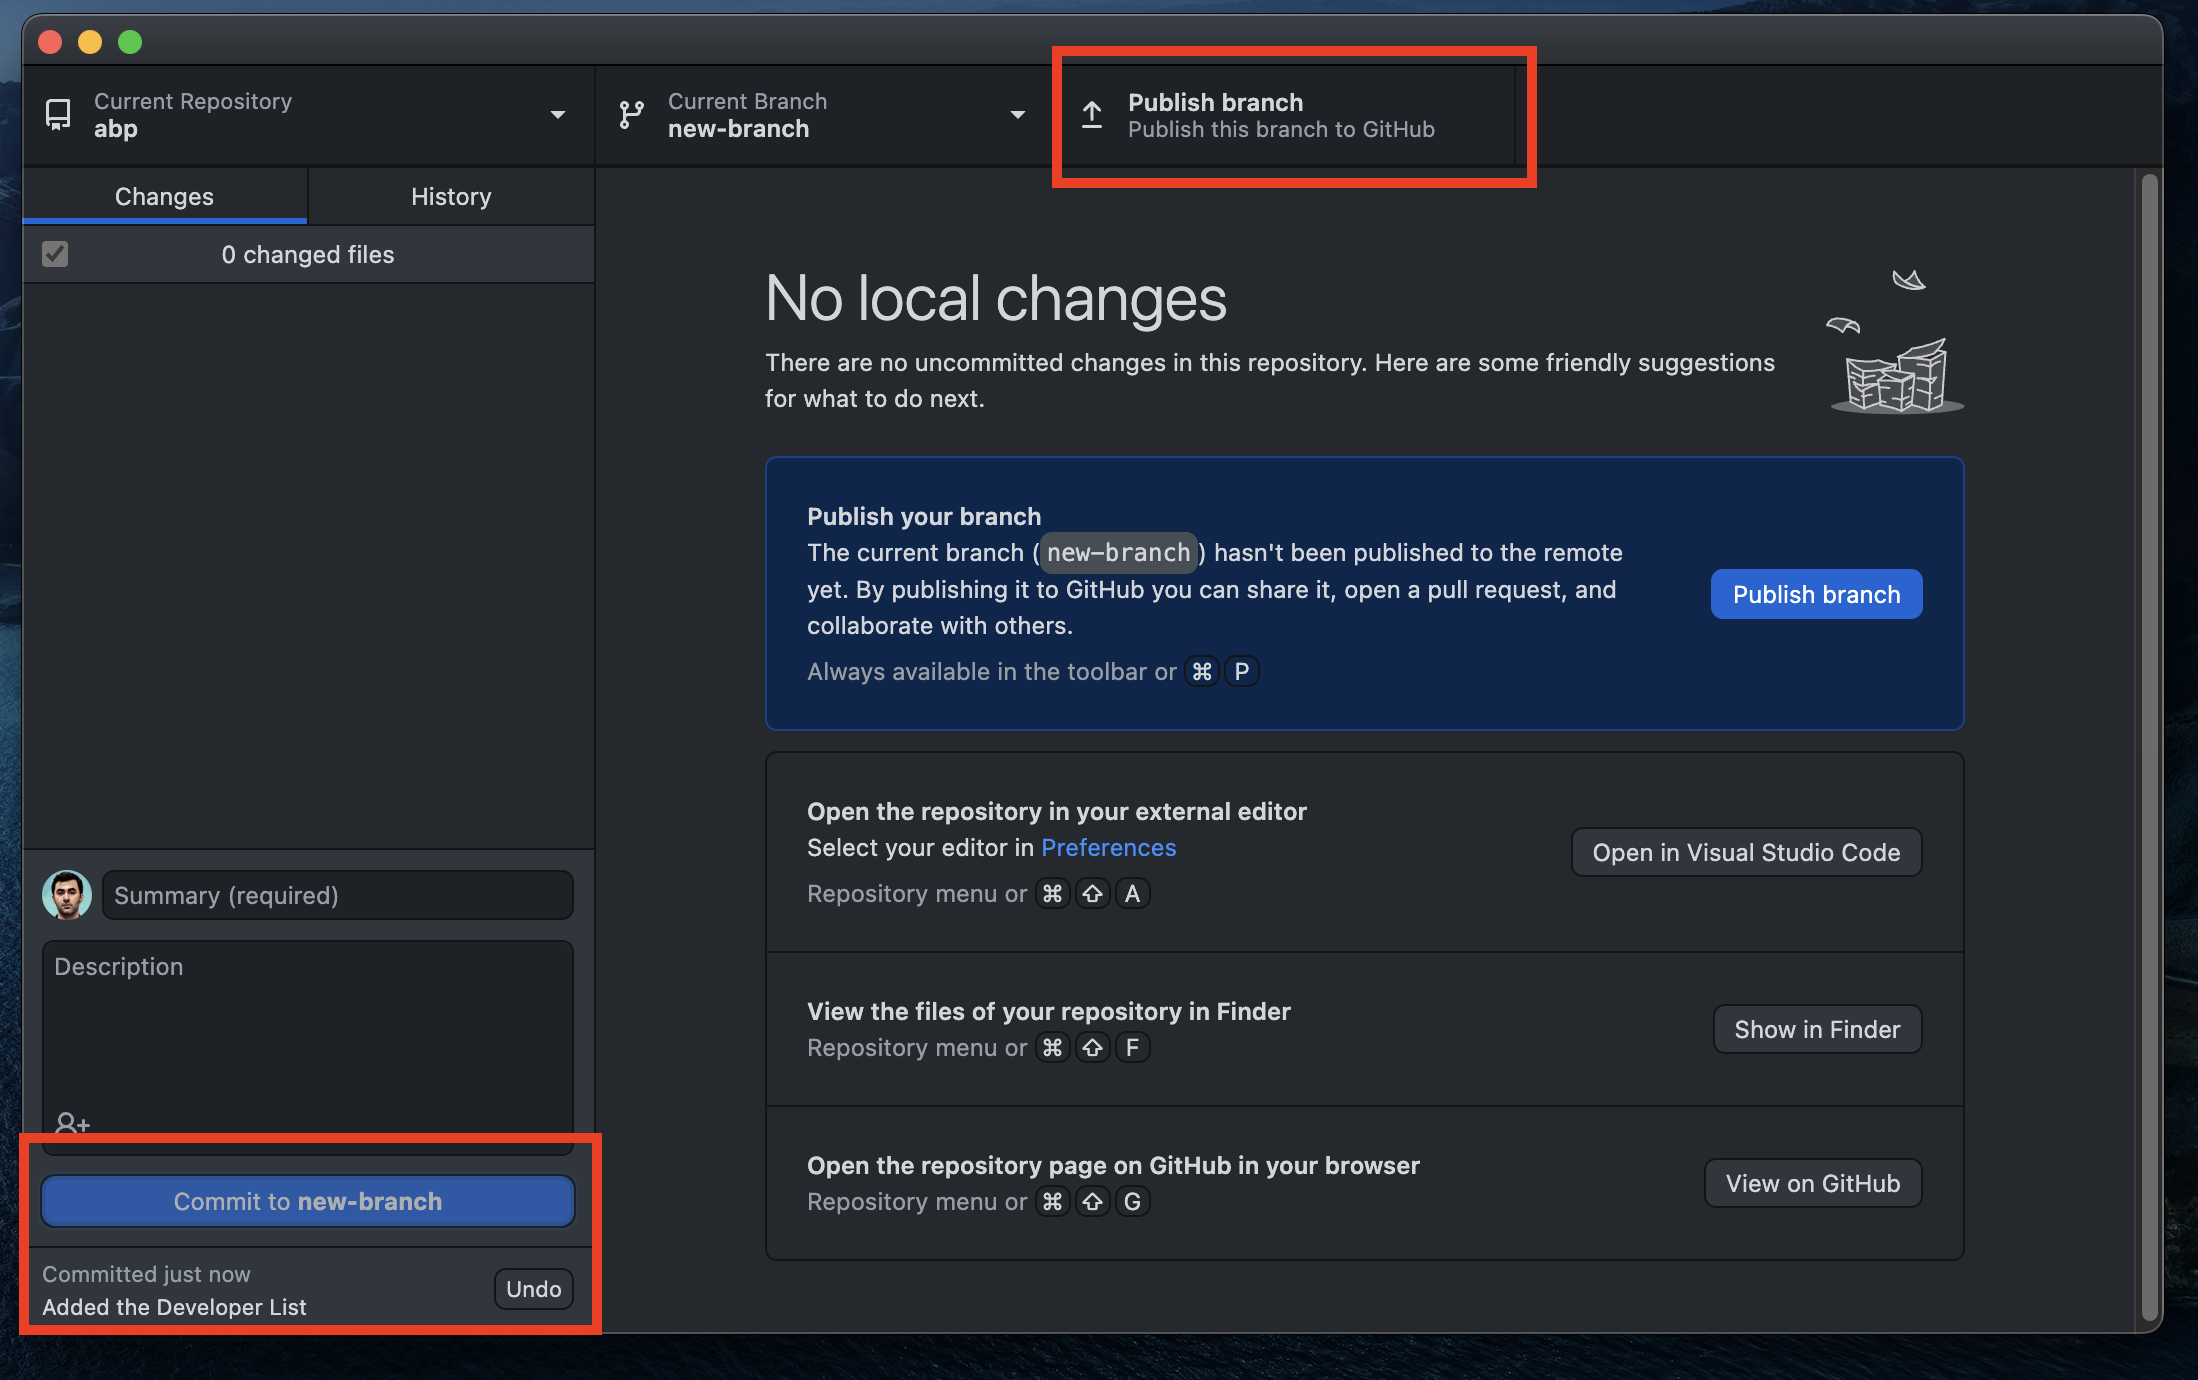 Current Repository
abp
Current Branch
new-branch
Publish branch
Publish this branch to GitHub
Changes
History
0 changed files
No local changes
There are no uncommitted changes in this repository. Here are some friendly suggestions
for what to do next.
Publish your branch
The current branch (new-branch) hasn't been published to the remote
yet. By publishing it to GitHub you can share it, open a pull request, and
collaborate with others.
Always available in the toolbar or ⌘ P
Publish branch
Open the repository in your external editor
Select your editor in Preferences
Repository menu or ⌘ ⇧ A
Open in Visual Studio Code
View the files of your repository in Finder
Repository menu or ⌘ ⇧ F
Show in Finder
Open the repository page on GitHub in your browser
Repository menu or ⌘ ⇧ G
View on GitHub
Summary (required)
Description
Commit to new-branch
Committed just now
Added the Developer List
Undo